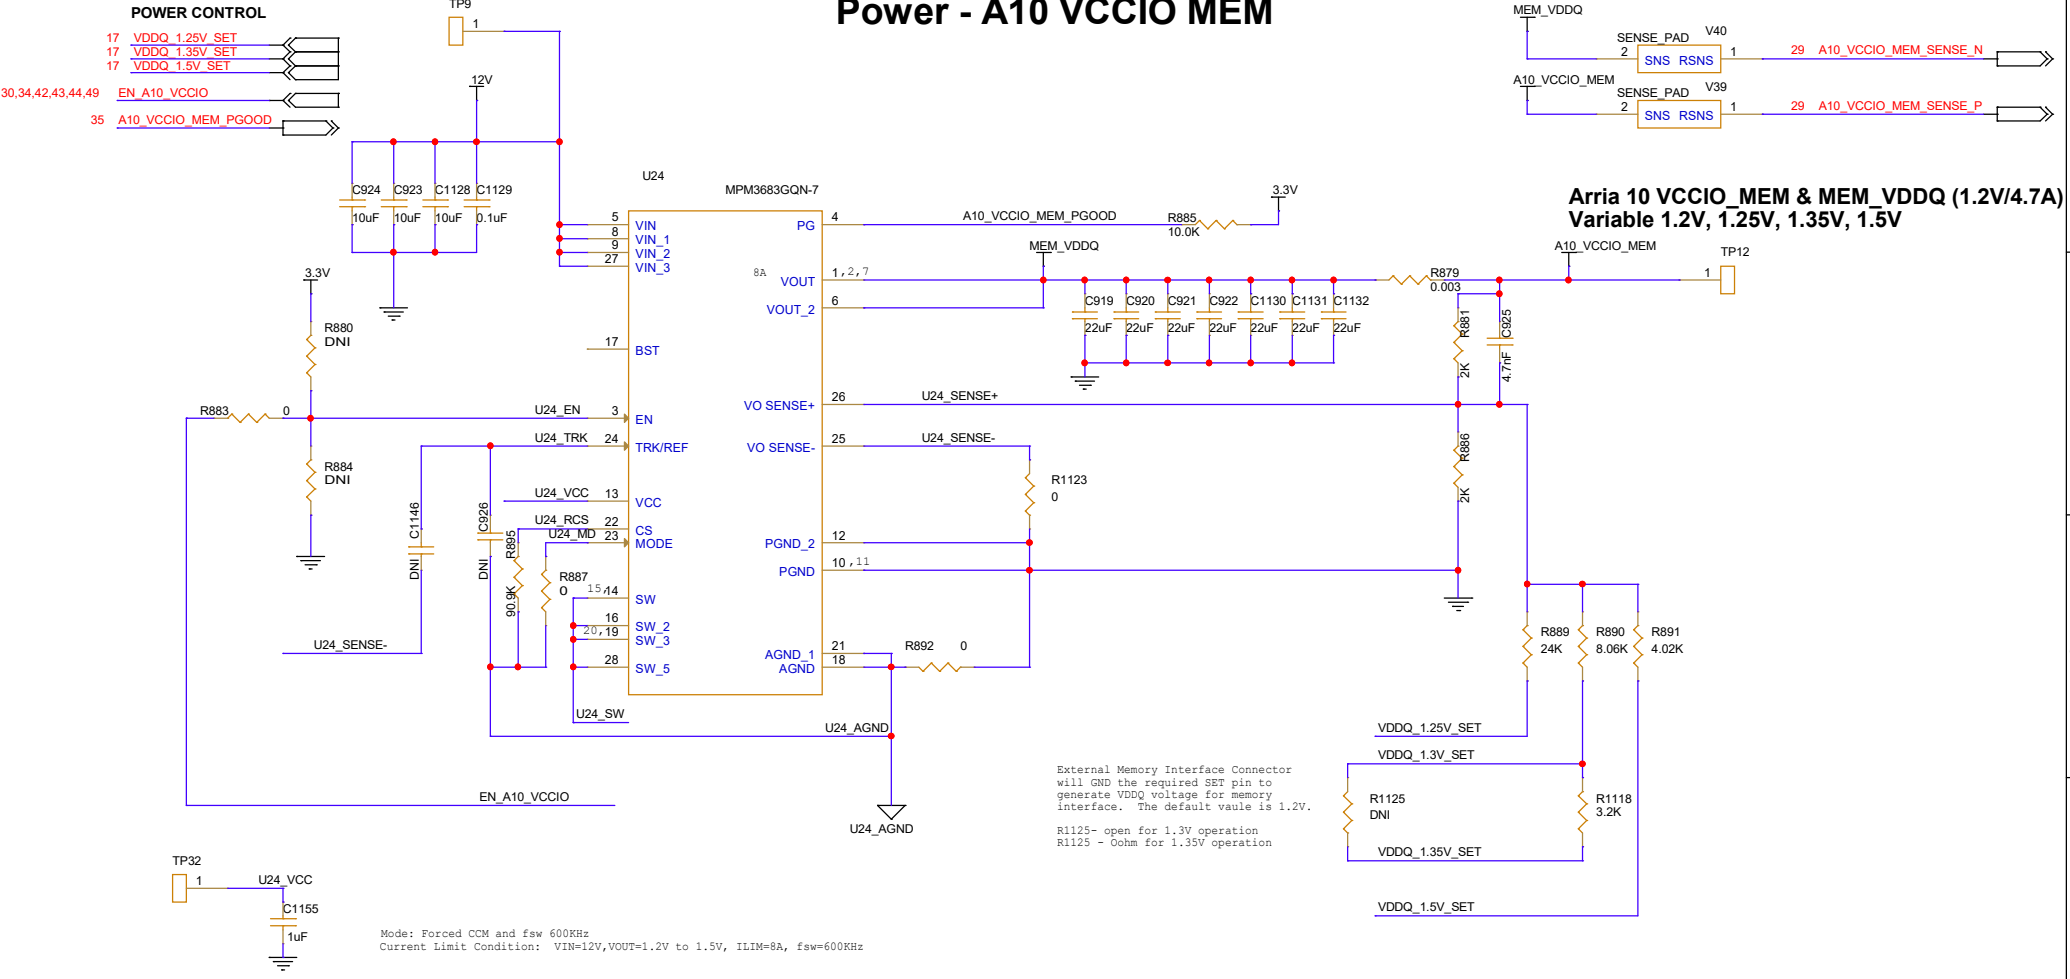 Power - A10 VCCIO MEM
POWER CONTROL
17 VDDQ_1.25V_SET
17 VDDQ_1.35V_SET
17 VDDQ_1.5V_SET
30,34,42,43,44,49 EN_A10_VCCIO
35 A10_VCCIO_MEM_PGOOD
TP9
1
12V
C924
10uF
C923
10uF
C1128
10uF
C1129
0.1uF
MEM_VDDQ
SENSE_PAD V40
2 SNS RSNS 1
29 A10_VCCIO_MEM_SENSE_N
A10_VCCIO_MEM
SENSE_PAD V39
2 SNS RSNS 1
29 A10_VCCIO_MEM_SENSE_P
Arria 10 VCCIO_MEM & MEM_VDDQ (1.2V/4.7A)
Variable 1.2V, 1.25V, 1.35V, 1.5V
U24
MPM3683GQN-7
5 VIN
8 VIN_1
9 VIN_2
27 VIN_3
17 BST
U24_EN 3 EN
U24_TRK 24 TRK/REF
U24_VCC 13 VCC
U24_RCS 22 CS
U24_MD 23 MODE
15,14 SW
16 SW_2
20,19 SW_3
28 SW_5
PG 4
8A
VOUT 1,2,7
VOUT_2 6
VO SENSE+ 26
VO SENSE- 25
PGND_2 12
PGND 10,11
AGND_1 21
AGND 18
A10_VCCIO_MEM_PGOOD
R885
10.0K
3.3V
MEM_VDDQ
C919
22uF
C920
22uF
C921
22uF
C922
22uF
C1130
22uF
C1131
22uF
C1132
22uF
R879
0.003
A10_VCCIO_MEM
TP12
1
R881
2K
C925
4.7nF
U24_SENSE+
U24_SENSE-
R886
2K
R1123
0
3.3V
R880
DNI
R883 0
R884
DNI
C1146
DNI
C926
DNI
R895
90.9K
R887
0
U24_SENSE-
U24_SW
R892 0
U24_AGND
U24_AGND
EN_A10_VCCIO
R889
24K
R890
8.06K
R891
4.02K
VDDQ_1.25V_SET
VDDQ_1.3V_SET
R1125
DNI
R1118
3.2K
VDDQ_1.35V_SET
VDDQ_1.5V_SET
External Memory Interface Connector
will GND the required SET pin to
generate VDDQ voltage for memory
interface. The default vaule is 1.2V.
R1125- open for 1.3V operation
R1125 - 0ohm for 1.35V operation
TP32
1
U24_VCC
C1155
1uF
Mode: Forced CCM and fsw 600KHz
Current Limit Condition: VIN=12V,VOUT=1.2V to 1.5V, ILIM=8A, fsw=600KHz